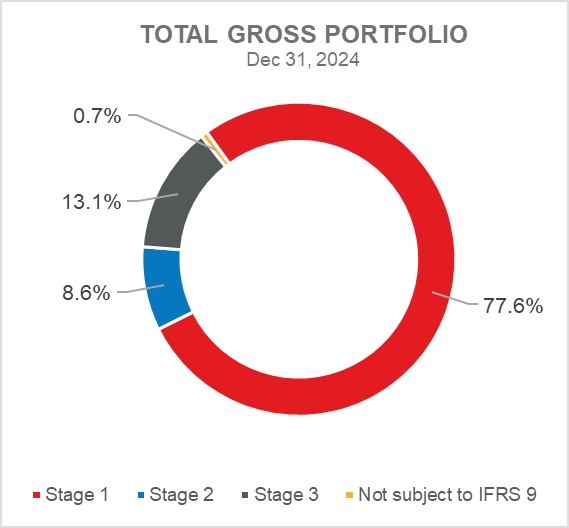 TOTAL GROSS PORTFOLIO
Dec 31, 2024
0.7%
13.1%
8.6%
77.6%
Stage 1 Stage 2 Stage 3 Not subject to IFRS 9